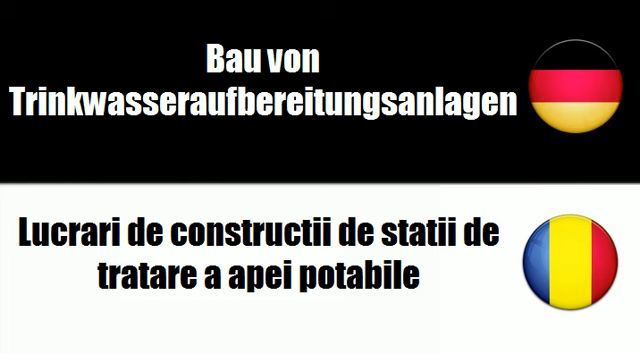 Bau von
Trinkwasseraufbereitungsanlagen
Lucrari de constructii de statii de
tratare a apei potabile